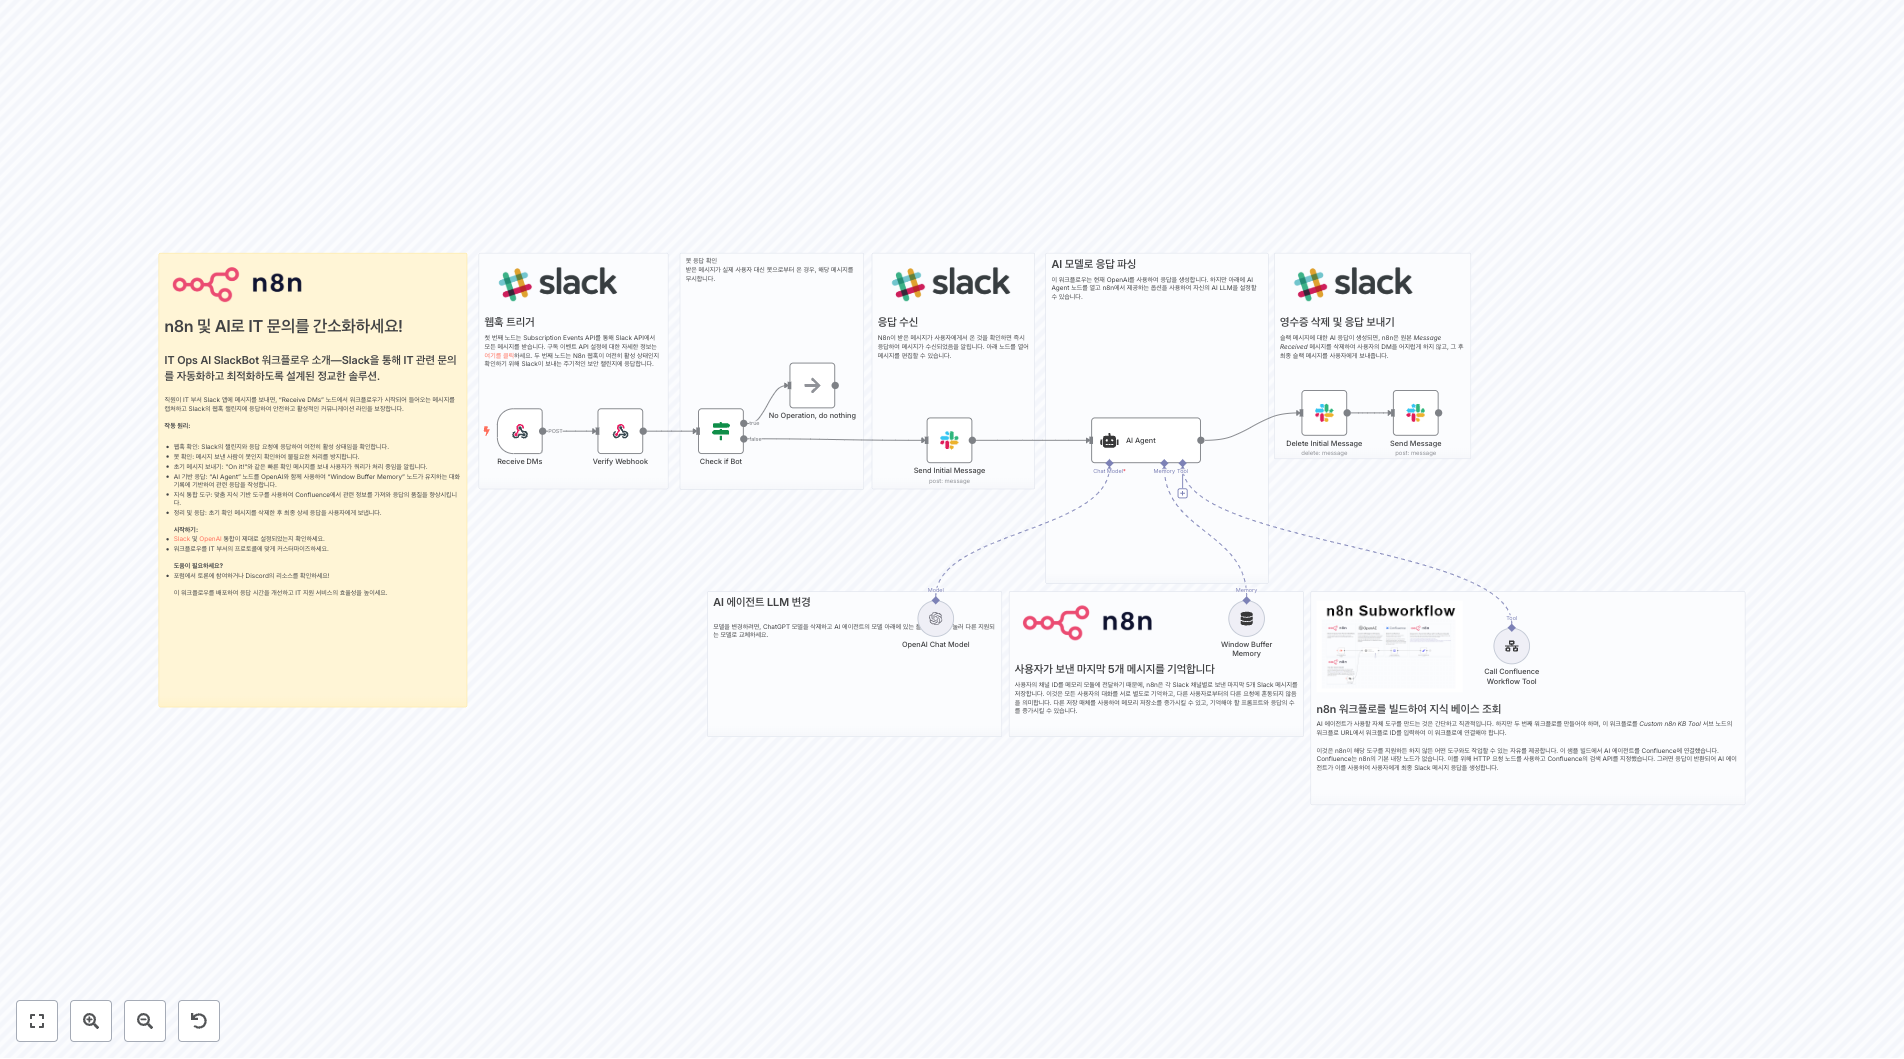 n8n
n8n 및 AI로 IT 문의를 간소화하세요!
IT Ops AI SlackBot 워크플로우 소개—Slack을 통해 IT 관련 문의
를 자동화하고 최적화하도록 설계된 정교한 솔루션.
직원이 IT 부서 Slack 앱에 메시지를 보내면, "Receive DMs" 노드에서 워크플로우가 시작되어 들어오는 메시지를
캡쳐하고 Slack의 웹훅 챌린지에 응답하여 안전하고 활성적인 커뮤니케이션 라인을 보장합니다.
작동 원리:
웹훅 확인: Slack의 챌린지와 응답 요청에 응답하여 여전히 활성 상태임을 확인합니다.
봇 확인: 메시지 보낸 사람이 봇인지 확인하여 불필요한 처리를 방지합니다.
초기 메시지 보내기: "On it!"와 같은 빠른 확인 메시지를 보내 사용자가 쿼리가 처리 중임을 알립니다.
AI 기반 응답: "AI Agent" 노드를 OpenAI와 함께 사용하여 "Window Buffer Memory" 노드가 유지하는 대화
기록에 기반하여 관련 응답을 작성합니다.
지식 통합 도구: 맞춤 지식 기반 도구를 사용하여 Confluence에서 관련 정보를 가져와 응답의 품질을 향상시킵니
다.
정리 및 응답: 초기 확인 메시지를 삭제한 후 최종 상세 응답을 사용자에게 보냅니다.
시작하기:
Slack 및 OpenAI 통합이 제대로 설정되었는지 확인하세요.
워크플로우를 IT 부서의 프로토콜에 맞게 커스터마이즈하세요.
도움이 필요하세요?
포럼에서 토론에 참여하거나 Discord의 리소스를 확인하세요!
이 워크플로우를 배포하여 응답 시간을 개선하고 IT 지원 서비스의 효율성을 높이세요.
slack
웹훅 트리거
첫 번째 노드는 Subscription Events API를 통해 Slack API에서
모든 메시지를 받습니다. 구독 이벤트 API 설정에 대한 자세한 정보는
여기를 클릭하세요. 두 번째 노드는 N8n 웹훅이 여전히 활성 상태인지
확인하기 위해 Slack이 보내는 주기적인 보안 챌린지에 응답합니다.
Receive DMs
POST
Verify Webhook
봇 응답 확인
받은 메시지가 실제 사용자 대신 봇으로부터 온 경우, 해당 메시지를
무시합니다.
No Operation, do nothing
true
false
Check if Bot
slack
응답 수신
N8n이 받은 메시지가 사용자에게서 온 것을 확인하면 즉시
응답하여 메시지가 수신되었음을 알립니다. 아래 노드를 열어
메시지를 편집할 수 있습니다.
Send Initial Message
post: message
AI 모델로 응답 파싱
이 워크플로우는 현재 OpenAI를 사용하여 응답을 생성합니다. 하지만 아래에 AI
Agent 노드를 열고 n8n에서 제공하는 옵션을 사용하여 자신의 AI LLM을 설정할
수 있습니다.
AI Agent
Chat Model*
Memory
Tool
slack
영수증 삭제 및 응답 보내기
슬랙 메시지에 대한 AI 응답이 생성되면, n8n은 원본 Message
Received 메시지를 삭제하여 사용자의 DM을 어지럽게 하지 않고, 그 후
최종 슬랙 메시지를 사용자에게 보내줍니다.
Delete Initial Message
delete: message
Send Message
post: message
AI 에이전트 LLM 변경
모델을 변경하려면, ChatGPT 모델을 삭제하고 AI 에이전트의 모델 아래에 있는
눌러 다른 지원되
는 모델로 교체하세요.
Model
OpenAI Chat Model
n8n
사용자가 보낸 마지막 5개 메시지를 기억합니다
사용자의 채널 ID를 메모리 모듈에 전달하기 때문에, n8n은 각 Slack 채널별로 보낸 마지막 5개 Slack 메시지를
저장합니다. 이것은 모든 사용자의 대화를 서로 별도로 기억하고, 다른 사용자로부터의 다른 요청에 혼동되지 않음
을 의미합니다. 다른 저장 매체를 사용하여 메모리 저장소를 증가시킬 수 있고, 기억해야 할 프롬프트와 응답의 수
를 증가시킬 수 있습니다.
Memory
Window Buffer
Memory
n8n Subworkflow
Tool
Call Confluence
Workflow Tool
n8n 워크플로를 빌드하여 지식 베이스 조회
AI 에이전트가 사용할 자체 도구를 만드는 것은 간단하고 직관적입니다. 하지만 두 번째 워크플로를 만들어야 하며, 이 워크플로를 Custom n8n KB Tool 서브 노드의
워크플로 URL에서 워크플로 ID를 입력하여 이 워크플로에 연결해야 합니다.
이것은 n8n이 해당 도구를 지원하든 하지 않든 어떤 도구와도 작업할 수 있는 자유를 제공합니다. 이 샘플 빌드에서 AI 에이전트를 Confluence에 연결했습니다.
Confluence는 n8n의 기본 내장 노드가 없습니다. 이를 위해 HTTP 요청 노드를 사용하고 Confluence의 검색 API를 지정했습니다. 그러면 응답이 반환되어 AI 에이
전트가 이를 사용하여 사용자에게 최종 Slack 메시지 응답을 생성합니다.